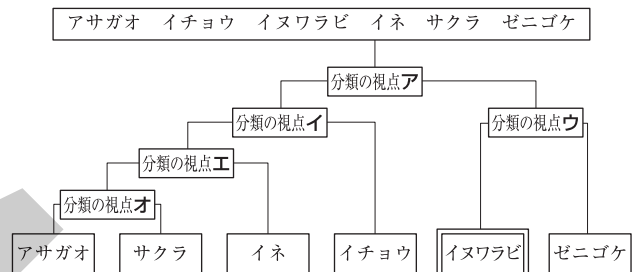 アサガオ イチョウ イヌワラビ イネ サクラ ゼニゴケ
分類の視点ア
分類の視点イ 分類の視点ウ
分類の視点エ
分類の視点オ
アサガオ サクラ イネ イチョウ イヌワラビ ゼニゴケ